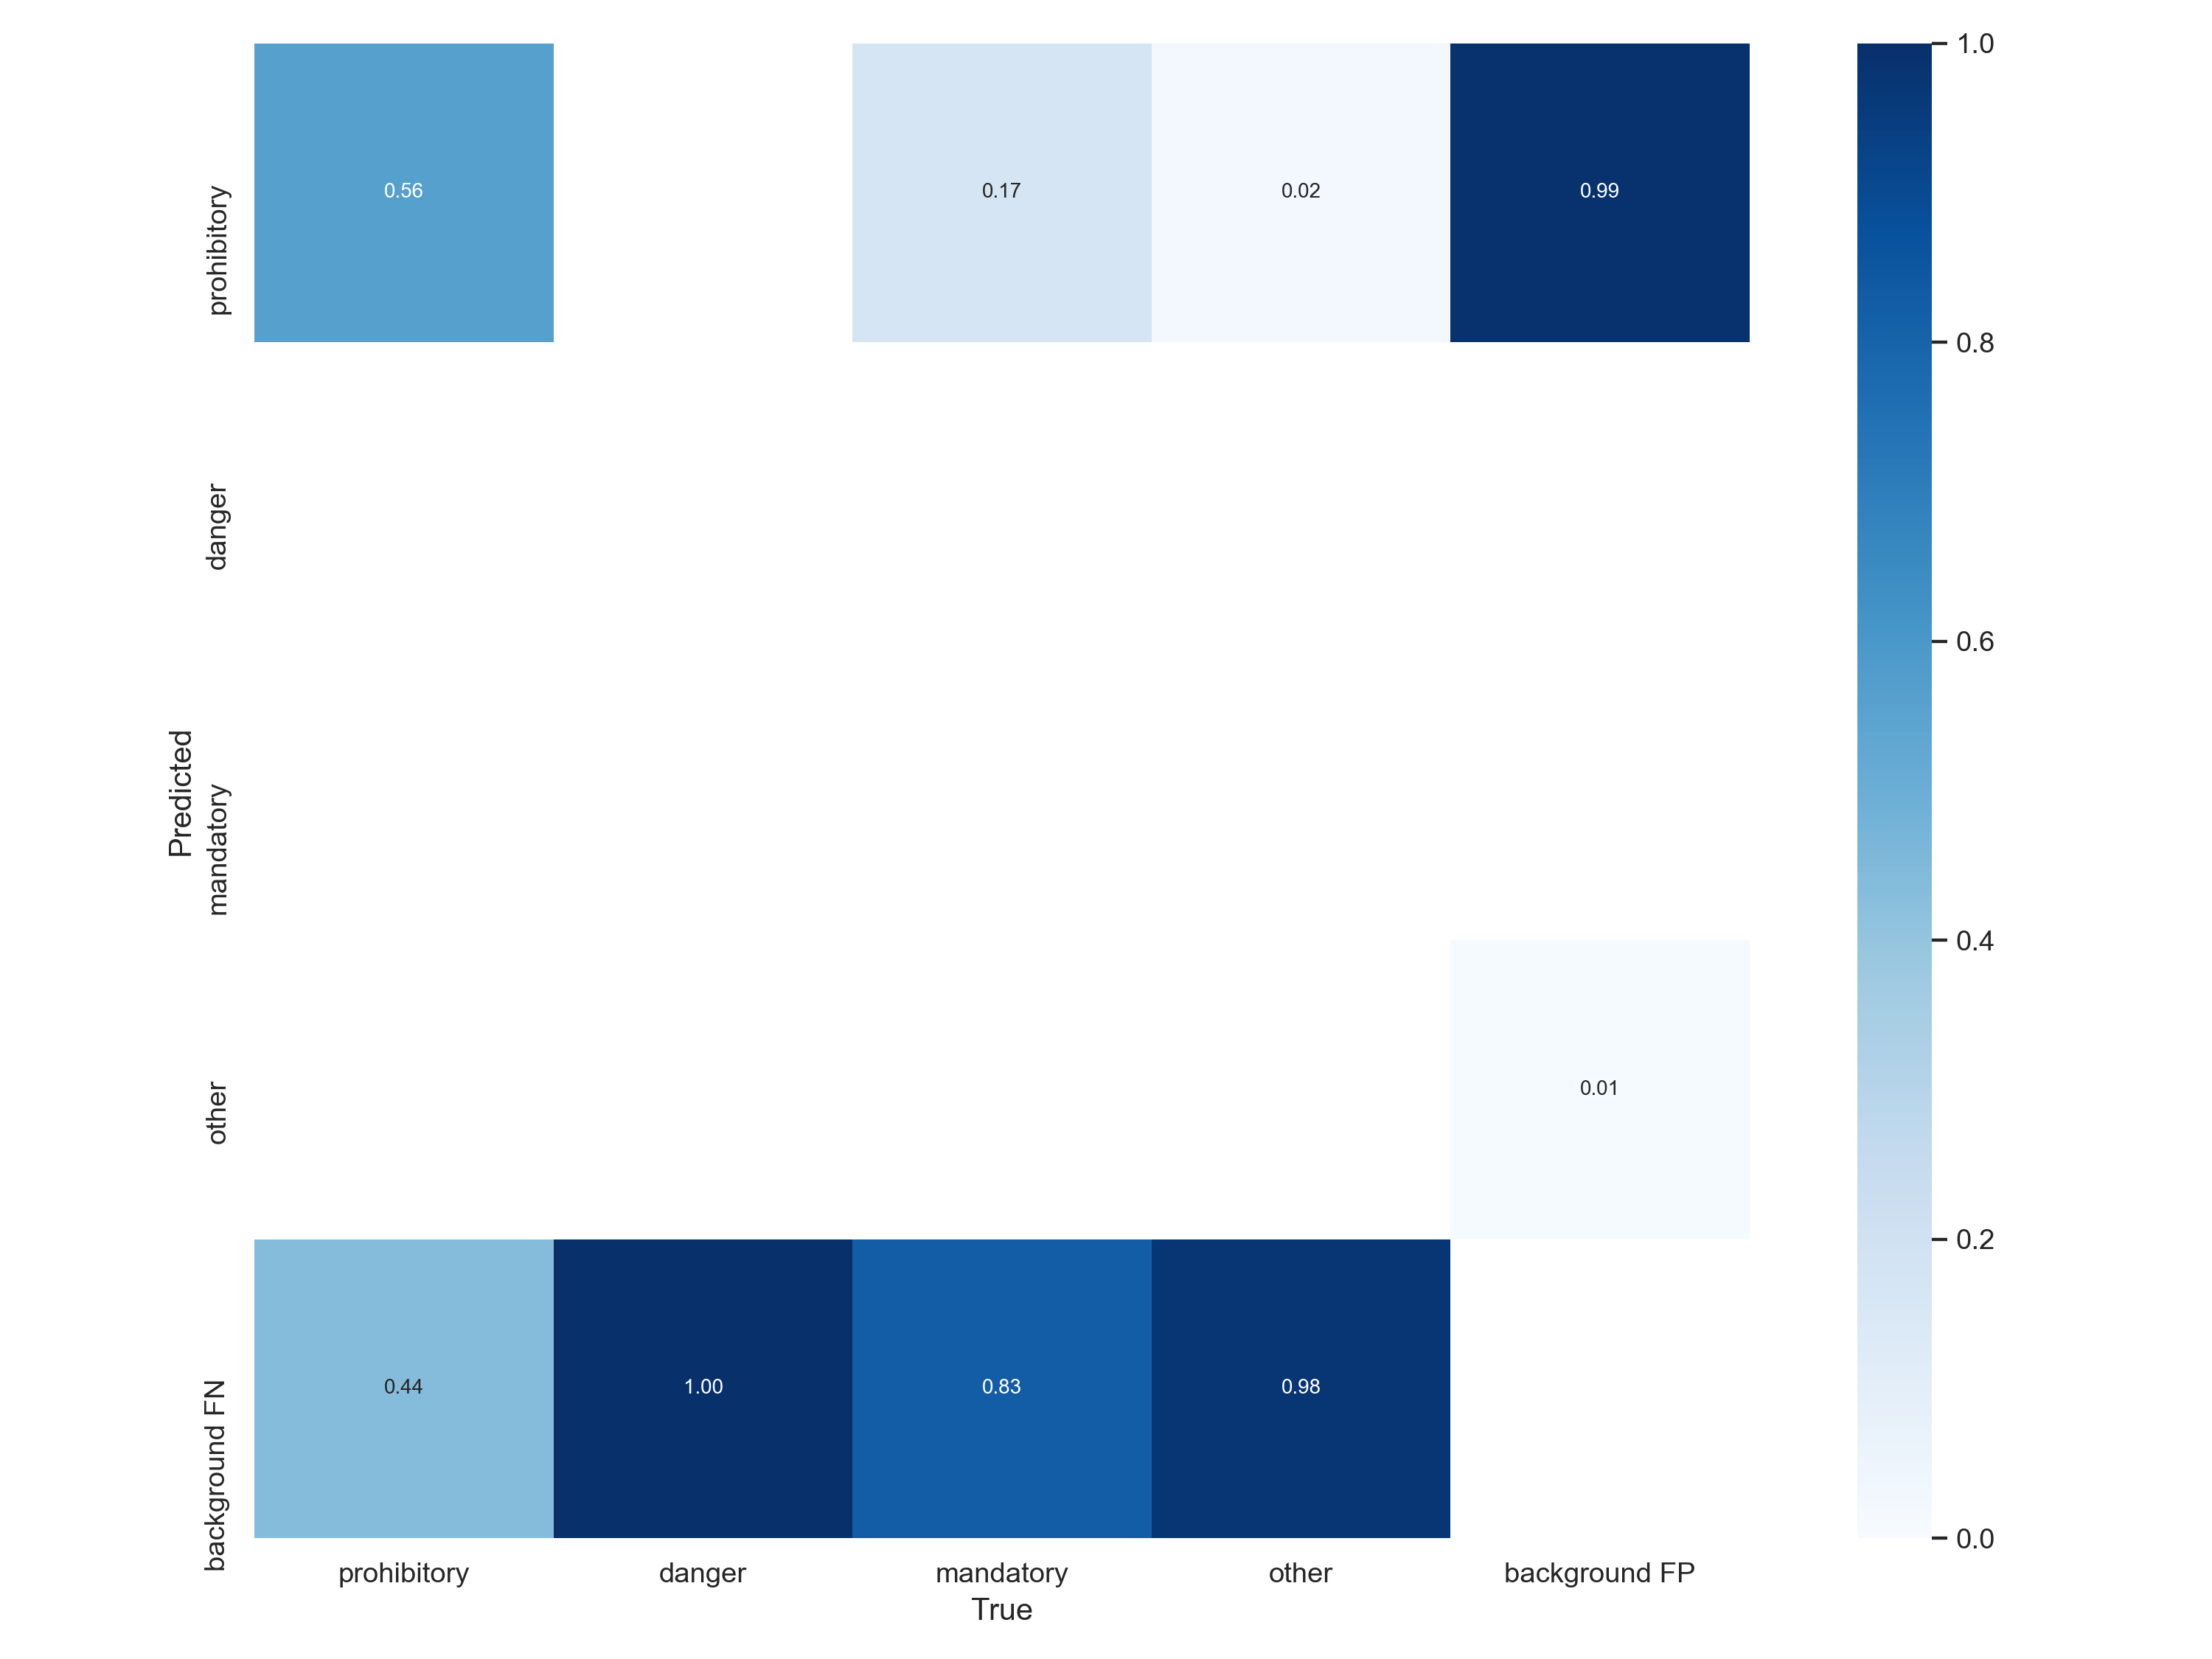 prohibitory 0.56 0.17 0.02 0.99
danger
mandatory
other 0.01
background FN 0.44 1.00 0.83 0.98
Predicted
prohibitory danger mandatory other background FP
True
1.0
0.8
0.6
0.4
0.2
0.0